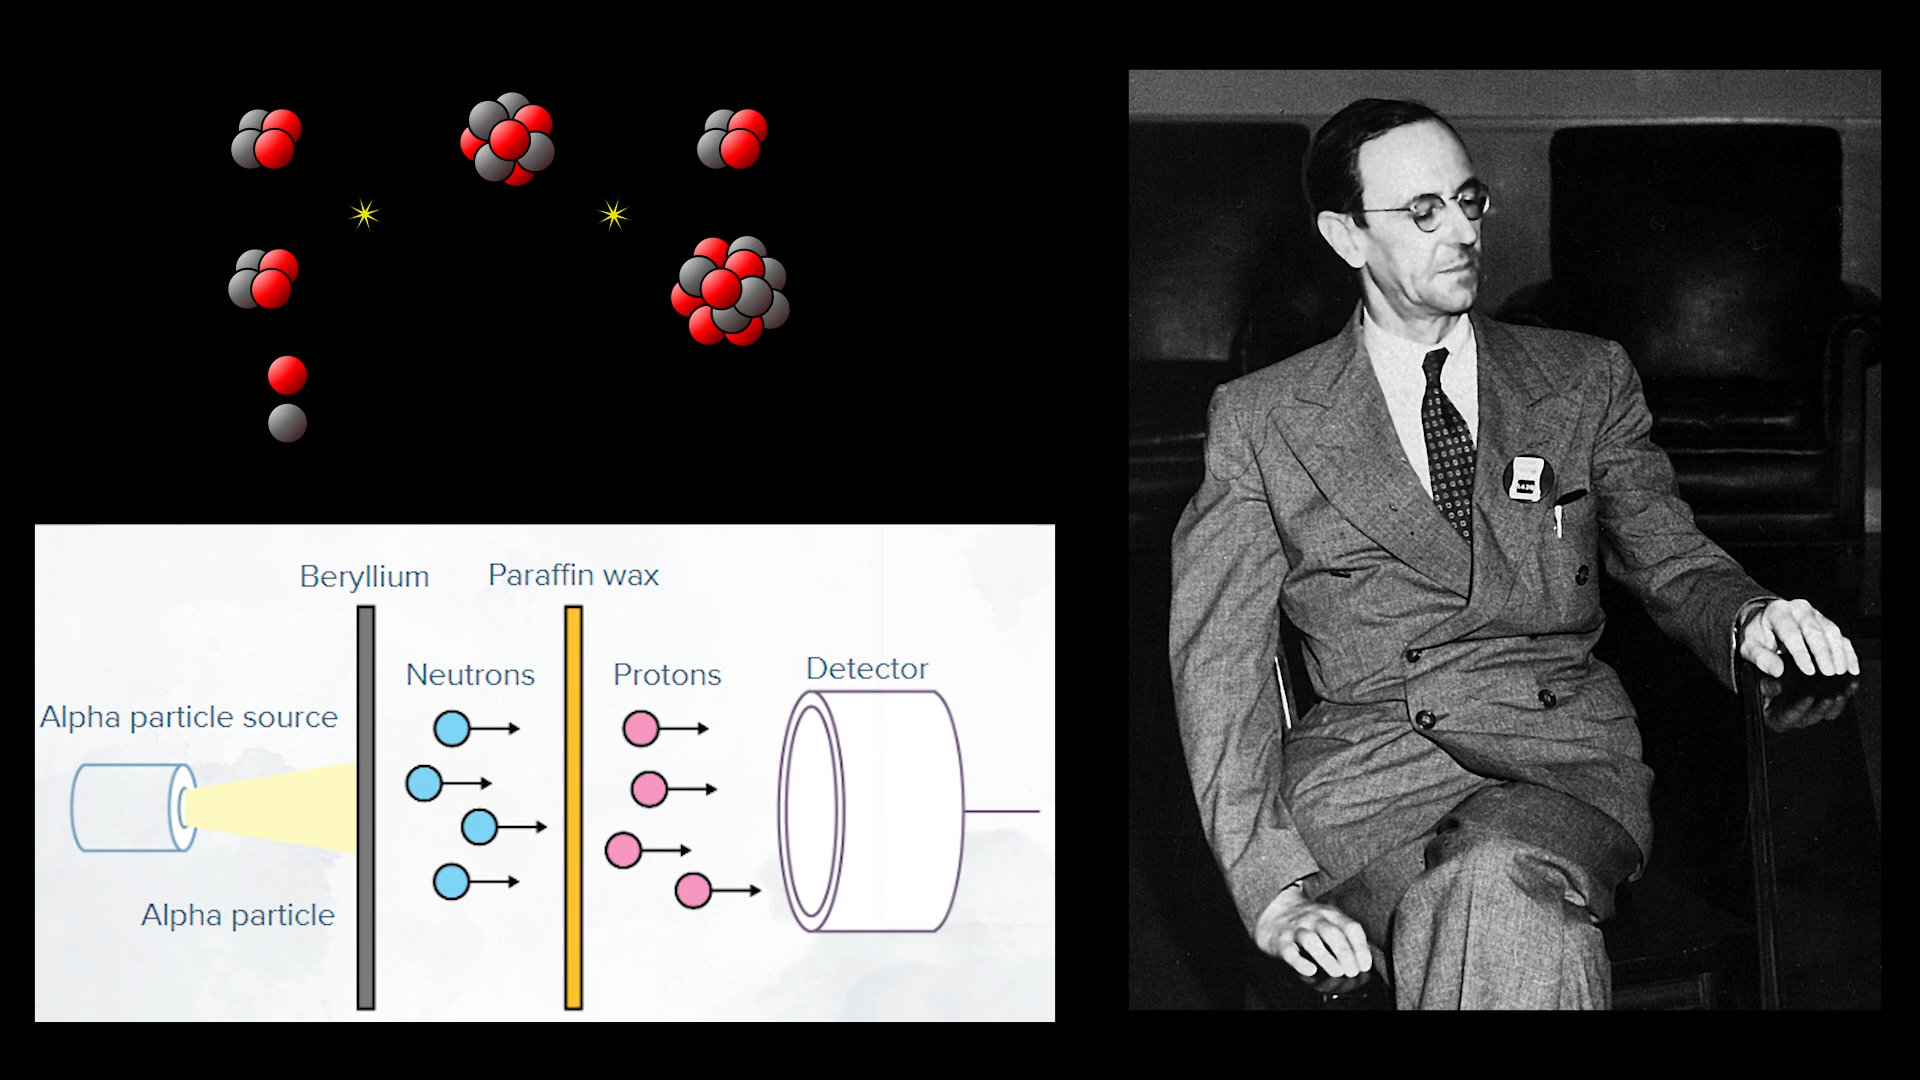 Beryllium
Paraffin wax
Neutrons
Protons
Detector
Alpha particle source
Alpha particle